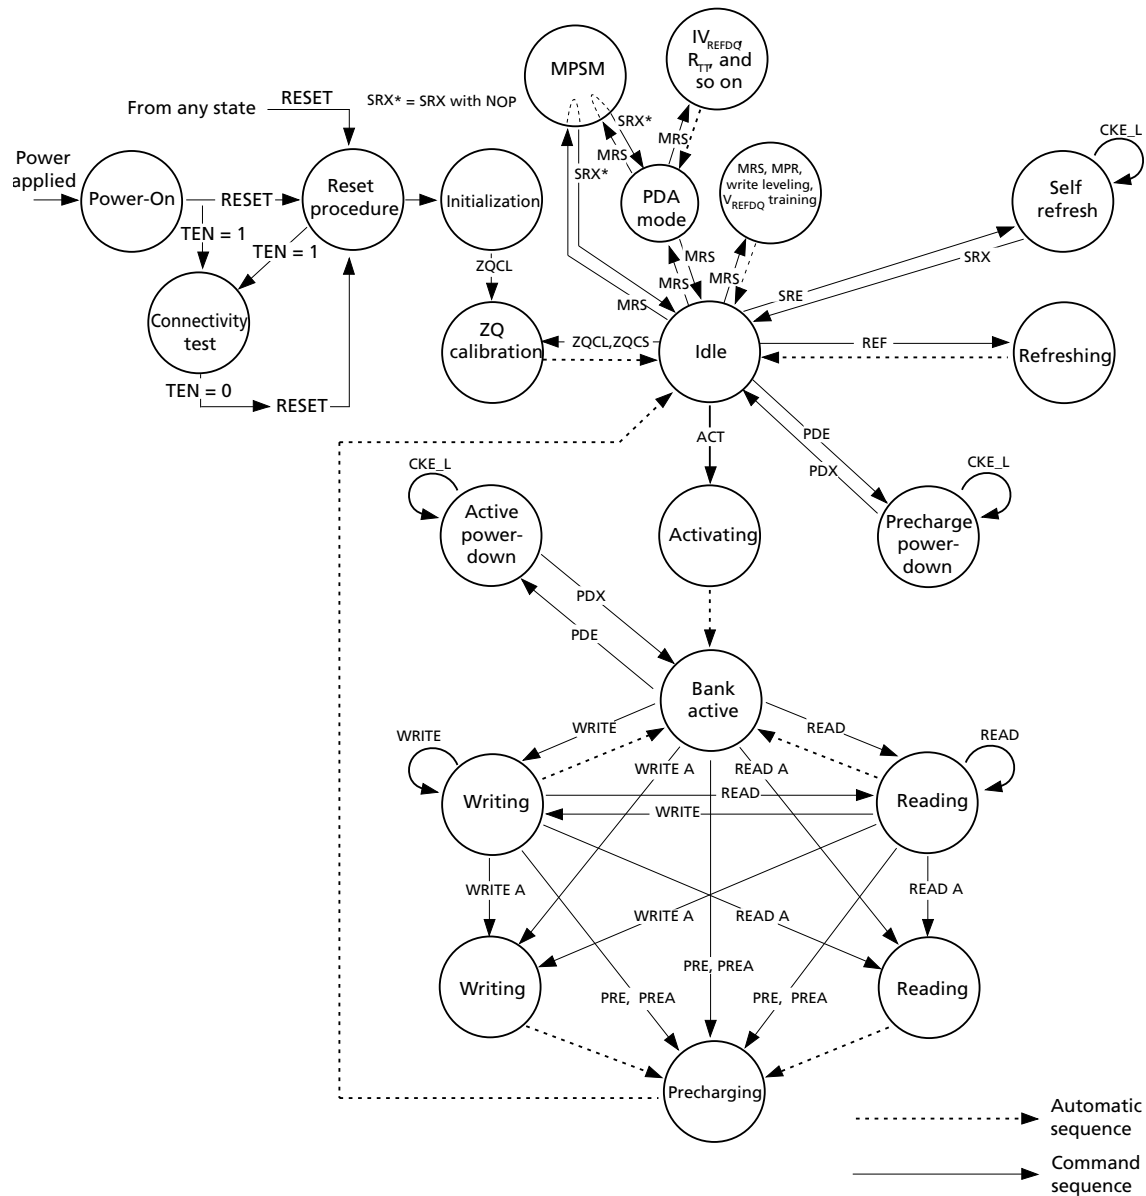 From any state
RESET
SRX* = SRX with NOP
MPSM
IV_REFDQ,
R_TT, and
so on
SRX*
MRS
MRS
SRX*
PDA
mode
MRS, MPR,
write leveling,
V_REFDQ training
CKE_L
Self
refresh
Power
applied
Power-On
RESET
Reset
procedure
Initialization
TEN = 1
TEN = 1
ZQCL
MRS
MRS
MRS
MRS
SRX
SRE
Connectivity
test
ZQ
calibration
ZQCL,ZQCS
Idle
REF
Refreshing
TEN = 0
RESET
ACT
PDE
PDX
CKE_L
Active
power-
down
Activating
CKE_L
Precharge
power-
down
PDX
PDE
Bank
active
WRITE
READ
WRITE
READ
WRITE A
READ A
Writing
READ
WRITE
Reading
WRITE A
READ A
WRITE A
READ A
Writing
PRE, PREA
PRE, PREA
PRE, PREA
Reading
Precharging
Automatic
sequence
Command
sequence